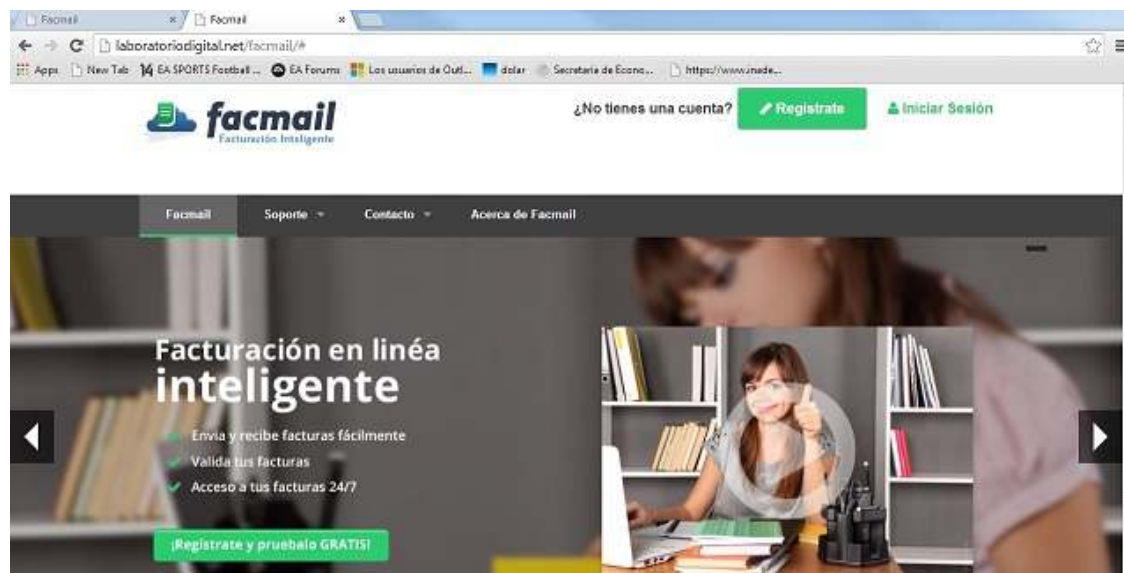 Facmail
Facmail
laboratoriodigital.net/facmail/#
Apps New Tab EA SPORTS Football ... EA Forums Los usuarios de Outl... dolar Secretaria de Econo... https://www.inade...
facmail
Facturación Inteligente
¿No tienes una cuenta? Registrate Iniciar Sesión
Facmail Soporte Contacto Acerca de Facmail
Facturación en linéa
inteligente
Envia y recibe facturas fácilmente
Valida tus facturas
Acceso a tus facturas 24/7
¡Registrate y pruebalo GRATIS!